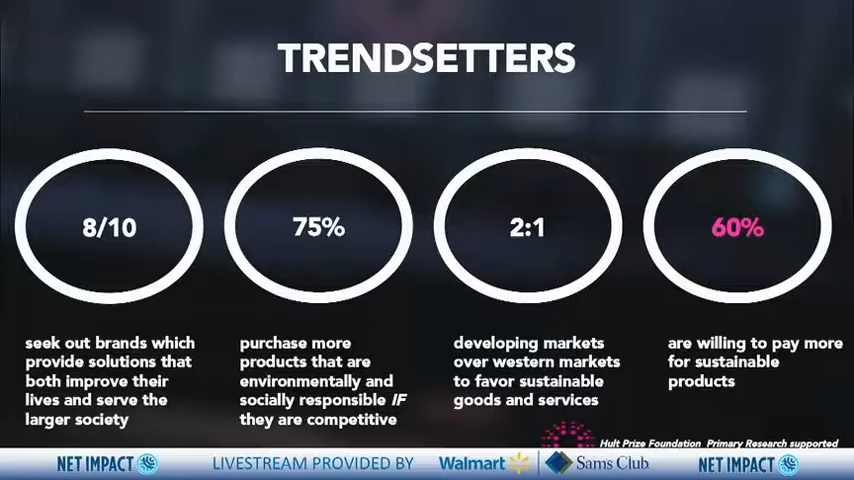 TRENDSETTERS
8/10
75%
2:1
60%
seek out brands which
provide solutions that
both improve their
lives and serve the
larger society
purchase more
products that are
environmentally and
socially responsible IF
they are competitive
developing markets
over western markets
to favor sustainable
goods and services
are willing to pay more
for sustainable
products
Hult Prize Foundation Primary Research supported
NET IMPACT LIVESTREAM PROVIDED BY Walmart Sams Club NET IMPACT